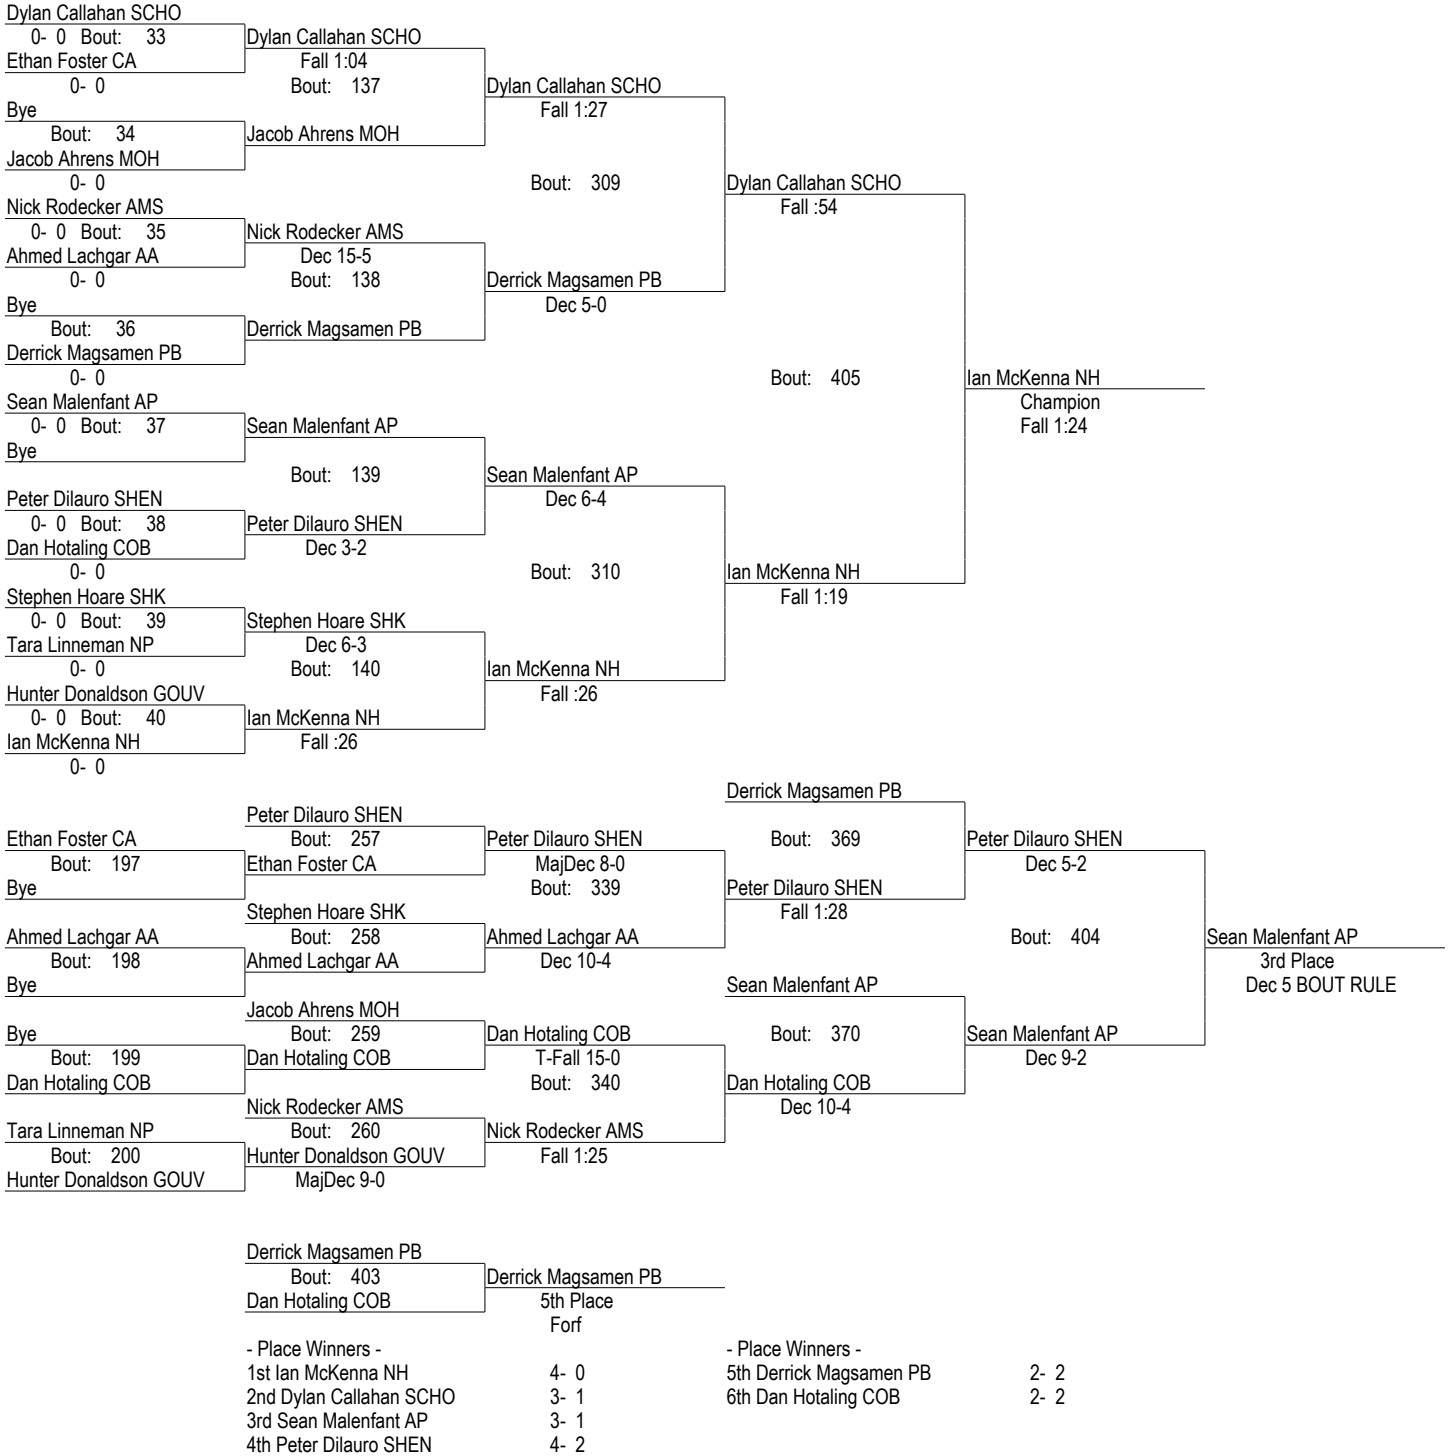 Dylan Callahan SCHO
0- 0 Bout: 33
Dylan Callahan SCHO
Ethan Foster CA
Fall 1:04
0- 0
Bout: 137
Dylan Callahan SCHO
Bye
Fall 1:27
Bout: 34
Jacob Ahrens MOH
Jacob Ahrens MOH
0- 0
Bout: 309
Dylan Callahan SCHO
Nick Rodecker AMS
Fall :54
0- 0 Bout: 35
Nick Rodecker AMS
Ahmed Lachgar AA
Dec 15-5
0- 0
Bout: 138
Derrick Magsamen PB
Bye
Dec 5-0
Bout: 36
Derrick Magsamen PB
Derrick Magsamen PB
0- 0
Bout: 405
Ian McKenna NH
Sean Malenfant AP
Champion
0- 0 Bout: 37
Sean Malenfant AP
Fall 1:24
Bye
Bout: 139
Sean Malenfant AP
Peter Dilauro SHEN
Dec 6-4
0- 0 Bout: 38
Peter Dilauro SHEN
Dan Hotaling COB
Dec 3-2
0- 0
Bout: 310
Ian McKenna NH
Stephen Hoare SHK
Fall 1:19
0- 0 Bout: 39
Stephen Hoare SHK
Tara Linneman NP
Dec 6-3
0- 0
Bout: 140
Ian McKenna NH
Hunter Donaldson GOUV
Fall :26
0- 0 Bout: 40
Ian McKenna NH
Ian McKenna NH
Fall :26
0- 0
Derrick Magsamen PB
Peter Dilauro SHEN
Ethan Foster CA
Bout: 257
Peter Dilauro SHEN
Bout: 369
Peter Dilauro SHEN
Bout: 197
Ethan Foster CA
MajDec 8-0
Dec 5-2
Bye
Bout: 339
Peter Dilauro SHEN
Stephen Hoare SHK
Fall 1:28
Ahmed Lachgar AA
Bout: 258
Ahmed Lachgar AA
Bout: 404
Sean Malenfant AP
Bout: 198
Ahmed Lachgar AA
Dec 10-4
3rd Place
Bye
Sean Malenfant AP
Dec 5 BOUT RULE
Jacob Ahrens MOH
Bye
Bout: 259
Dan Hotaling COB
Bout: 370
Sean Malenfant AP
Bout: 199
Dan Hotaling COB
T-Fall 15-0
Dec 9-2
Dan Hotaling COB
Bout: 340
Dan Hotaling COB
Nick Rodecker AMS
Dec 10-4
Tara Linneman NP
Bout: 260
Nick Rodecker AMS
Bout: 200
Hunter Donaldson GOUV
Fall 1:25
Hunter Donaldson GOUV
MajDec 9-0
Derrick Magsamen PB
Bout: 403
Derrick Magsamen PB
Dan Hotaling COB
5th Place
Forf
- Place Winners -
- Place Winners -
1st Ian McKenna NH 4- 0
5th Derrick Magsamen PB 2- 2
2nd Dylan Callahan SCHO 3- 1
6th Dan Hotaling COB 2- 2
3rd Sean Malenfant AP 3- 1
4th Peter Dilauro SHEN 4- 2